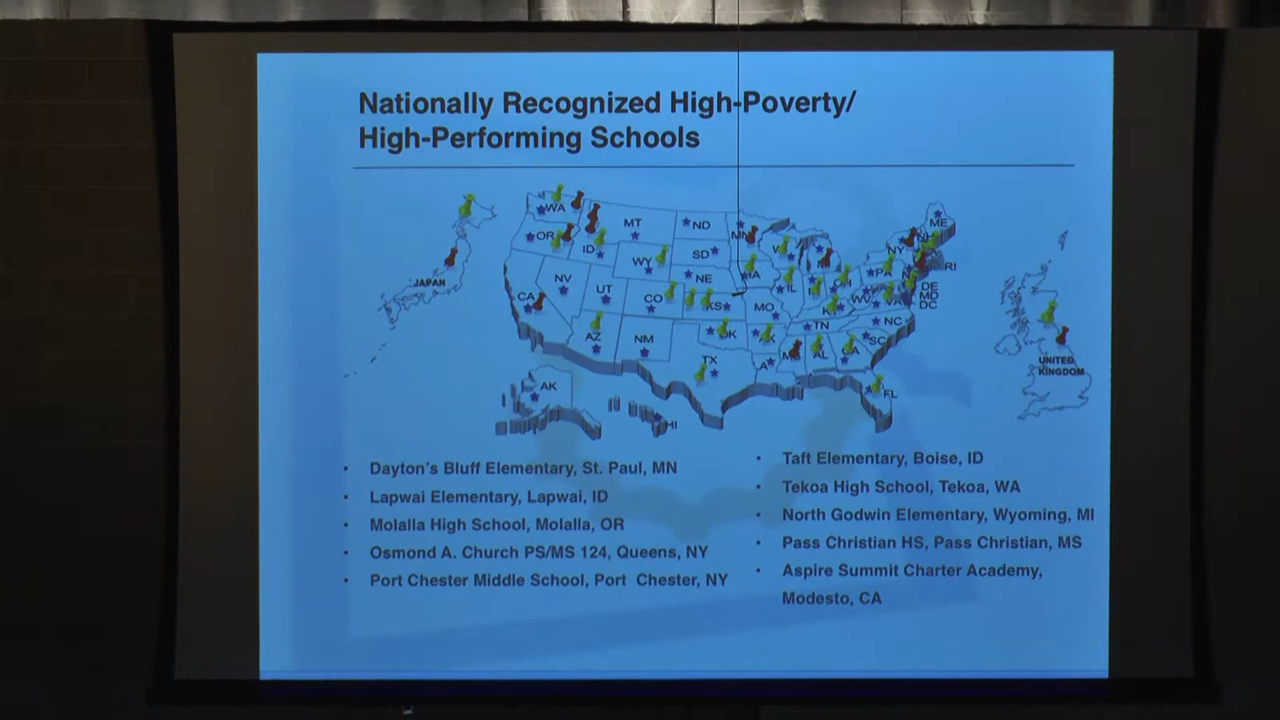 Nationally Recognized High-Poverty/
High-Performing Schools
WA
MT
ND
ME
OR
ID
NY
WY
SD
RI
JAPAN
NV
UT
NE
IA
IL
PA
DE
MD
DC
CA
CO
KS
MO
WV
VA
AZ
NM
OK
TN
NC
SC
TX
AL
GA
UNITED
KINGDOM
AK
FL
HI
• Dayton's Bluff Elementary, St. Paul, MN
• Lapwai Elementary, Lapwai, ID
• Molalla High School, Molalla, OR
• Osmond A. Church PS/MS 124, Queens, NY
• Port Chester Middle School, Port Chester, NY
• Taft Elementary, Boise, ID
• Tekoa High School, Tekoa, WA
• North Godwin Elementary, Wyoming, MI
• Pass Christian HS, Pass Christian, MS
• Aspire Summit Charter Academy,
Modesto, CA